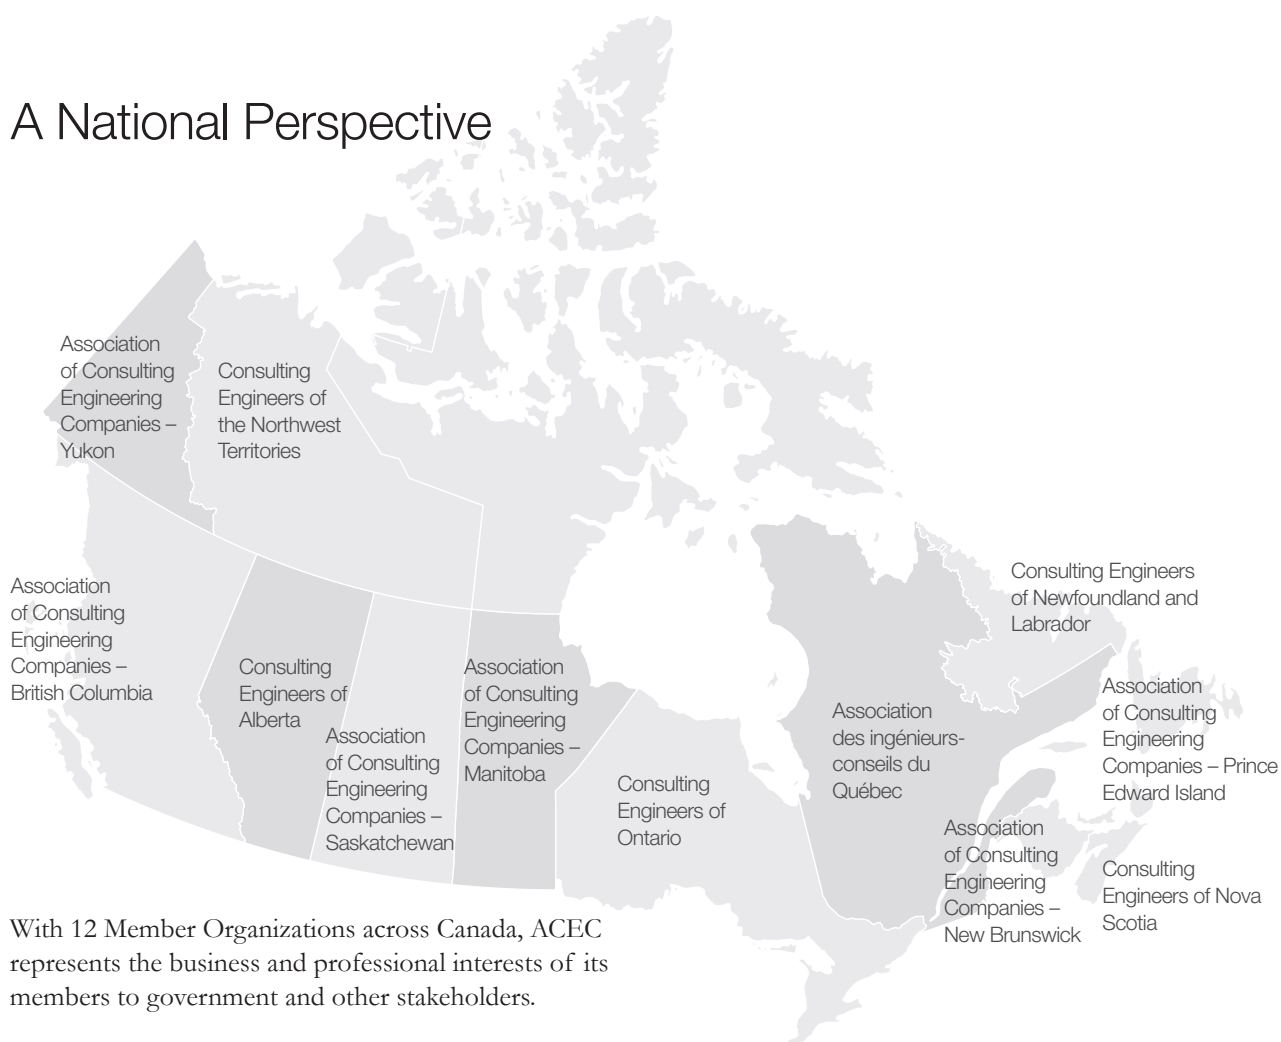 A National Perspective
Association
of Consulting
Engineering
Companies –
Yukon
Consulting
Engineers of
the Northwest
Territories
Association
of Consulting
Engineering
Companies –
British Columbia
Consulting
Engineers of
Alberta
Association
of Consulting
Engineering
Companies –
Saskatchewan
Association
of Consulting
Engineering
Companies –
Manitoba
Consulting
Engineers of
Ontario
Association
des ingénieurs-
conseils du
Québec
Consulting Engineers
of Newfoundland and
Labrador
Association
of Consulting
Engineering
Companies – Prince
Edward Island
Association
of Consulting
Engineering
Companies –
New Brunswick
Consulting
Engineers of Nova
Scotia
With 12 Member Organizations across Canada, ACEC
represents the business and professional interests of its
members to government and other stakeholders.